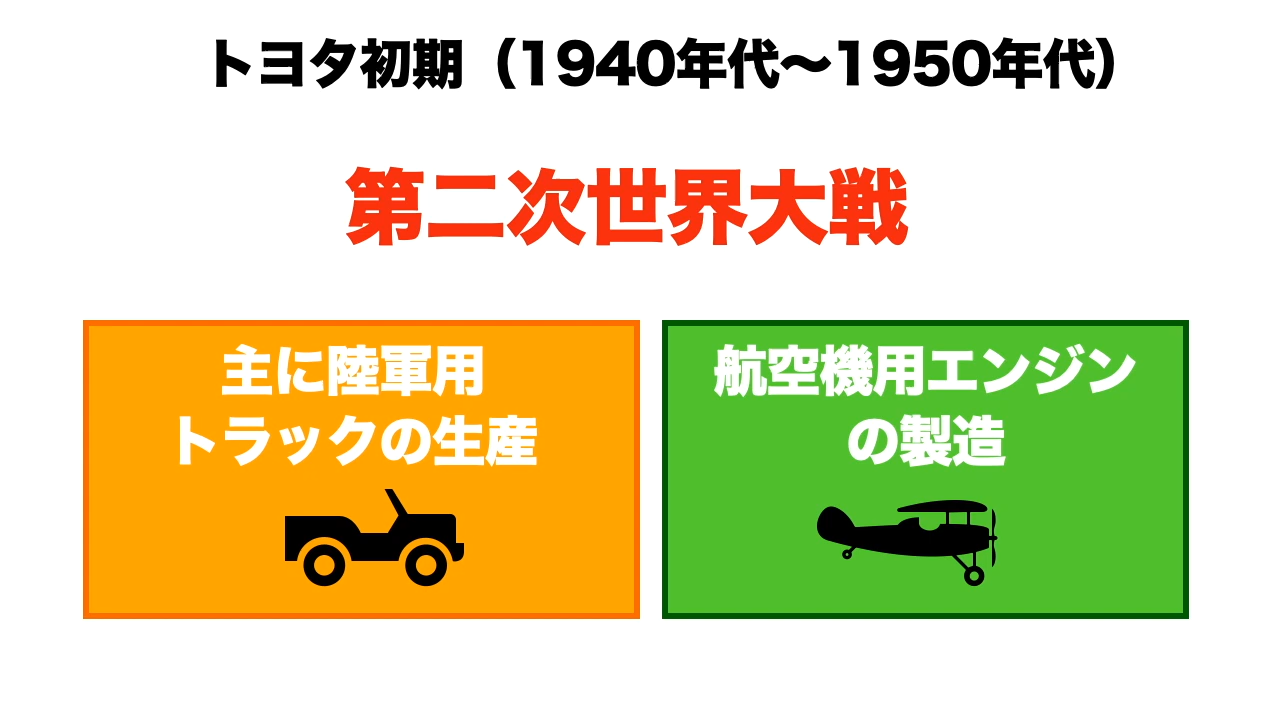 トヨタ初期（1940年代〜1950年代）
第二次世界大戦
主に陸軍用
トラックの生産
航空機用エンジン
の製造